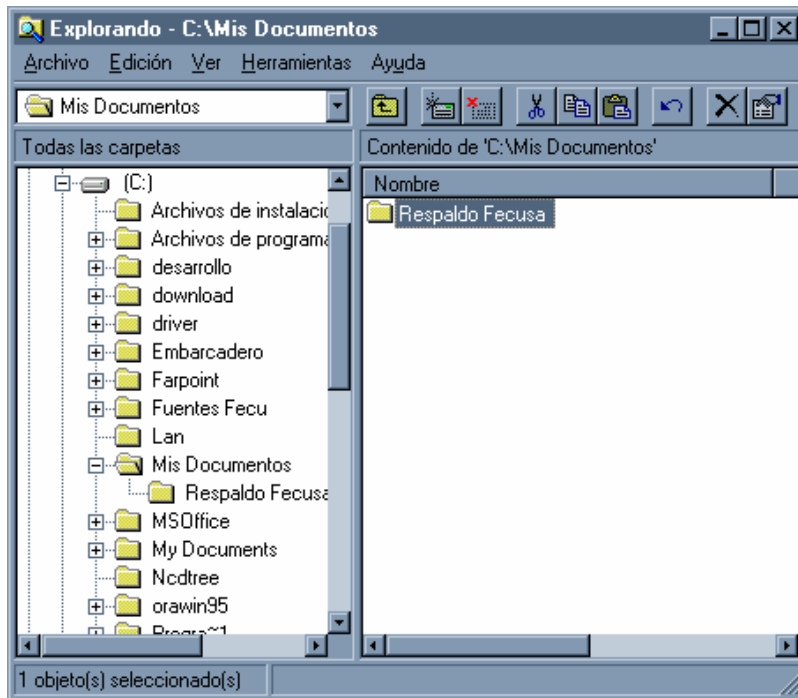 Explorando - C:\Mis Documentos
Archivo Edición Ver Herramientas Ayuda
Mis Documentos
Todas las carpetas
Contenido de 'C:\Mis Documentos'
(C:)
Archivos de instalacio
Archivos de programa
desarrollo
download
driver
Embarcadero
Farpoint
Fuentes Fecu
Lan
Mis Documentos
Respaldo Fecusa
MSOffice
My Documents
Ncdtree
orawin95
Progra~1
Nombre
Respaldo Fecusa
1 objeto(s) seleccionado(s)